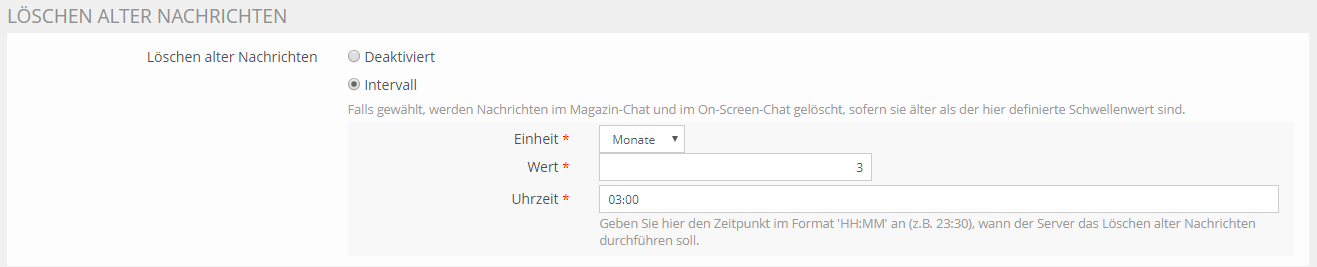 LÖSCHEN ALTER NACHRICHTEN
Löschen alter Nachrichten
Deaktiviert
Intervall
Falls gewählt, werden Nachrichten im Magazin-Chat und im On-Screen-Chat gelöscht, sofern sie älter als der hier definierte Schwellenwert sind.
Einheit * Monate
Wert * 3
Uhrzeit * 03:00
Geben Sie hier den Zeitpunkt im Format 'HH:MM' an (z.B. 23:30), wann der Server das Löschen alter Nachrichten
durchführen soll.